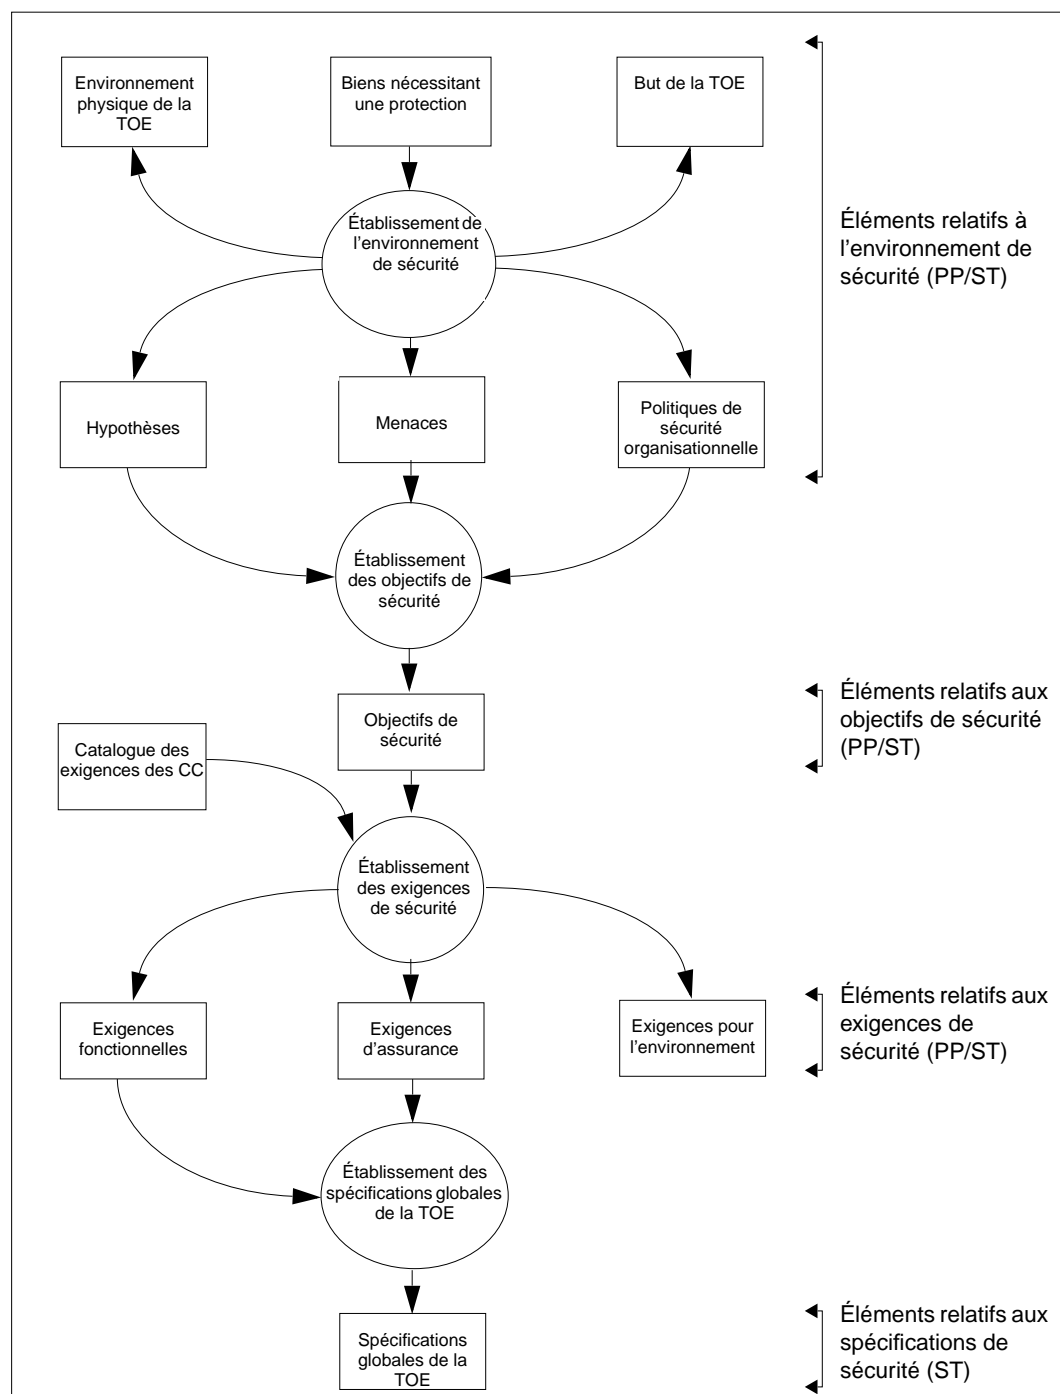 Environnement
physique de la
TOE
Biens nécessitant
une protection
But de la TOE
Établissement de
l'environnement
de sécurité
Éléments relatifs à
l'environnement de
sécurité (PP/ST)
Hypothèses
Menaces
Politiques de
sécurité
organisationnelle
Établissement
des objectifs de
sécurité
Objectifs de
sécurité
Éléments relatifs aux
objectifs de sécurité
(PP/ST)
Catalogue des
exigences des CC
Établissement
des exigences
de sécurité
Exigences
fonctionnelles
Exigences
d'assurance
Exigences pour
l'environnement
Éléments relatifs aux
exigences de
sécurité (PP/ST)
Établissement des
spécifications globales
de la TOE
Spécifications
globales de la
TOE
Éléments relatifs aux
spécifications de
sécurité (ST)